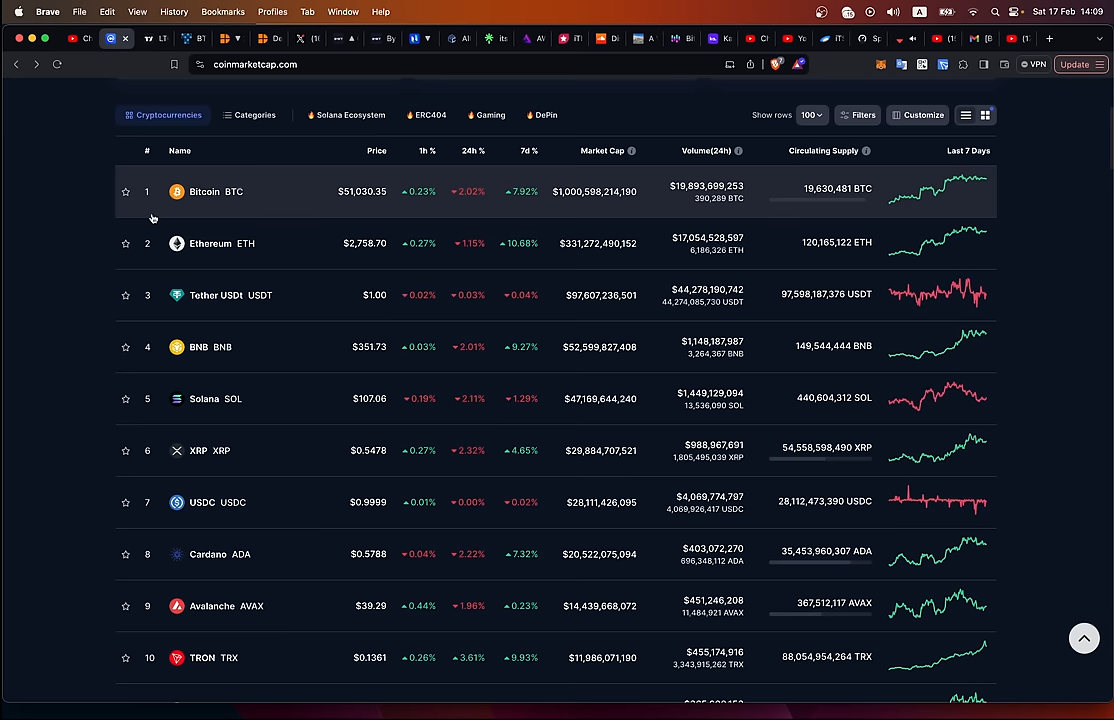 Brave File Edit View History Bookmarks Profiles Tab Window Help A Sat 17 Feb 14:09
coinmarketcap.com VPN Update
Cryptocurrencies Categories Solana Ecosystem ERC404 Gaming DePin Show rows 100 Filters Customize
# Name Price 1h % 24h % 7d % Market Cap Volume(24h) Circulating Supply Last 7 Days
1 Bitcoin BTC $51,030.35 0.23% 2.02% 7.92% $1,000,598,214,190 $19,893,699,253 19,630,481 BTC
390,289 BTC
2 Ethereum ETH $2,758.70 0.27% 1.15% 10.68% $331,272,490,152 $17,054,528,597 120,165,122 ETH
6,186,326 ETH
3 Tether USDt USDT $1.00 0.02% 0.03% 0.04% $97,607,236,501 $44,278,190,742 97,598,187,376 USDT
44,274,085,730 USDT
4 BNB BNB $351.73 0.03% 2.01% 9.27% $52,599,827,408 $1,148,187,987 149,544,444 BNB
3,264,367 BNB
5 Solana SOL $107.06 0.19% 2.11% 1.29% $47,169,644,240 $1,449,129,094 440,604,312 SOL
13,536,090 SOL
6 XRP XRP $0.5478 0.27% 2.32% 4.65% $29,884,707,521 $988,967,691 54,558,598,490 XRP
1,805,495,039 XRP
7 USDC USDC $0.9999 0.01% 0.00% 0.02% $28,111,426,095 $4,069,774,797 28,112,473,390 USDC
4,069,926,417 USDC
8 Cardano ADA $0.5788 0.04% 2.22% 7.32% $20,522,075,094 $403,072,270 35,453,960,307 ADA
696,348,112 ADA
9 Avalanche AVAX $39.29 0.44% 1.96% 0.23% $14,439,668,072 $451,246,208 367,512,117 AVAX
11,484,921 AVAX
10 TRON TRX $0.1361 0.26% 3.61% 9.93% $11,986,071,190 $455,174,916 88,054,954,264 TRX
3,343,915,262 TRX